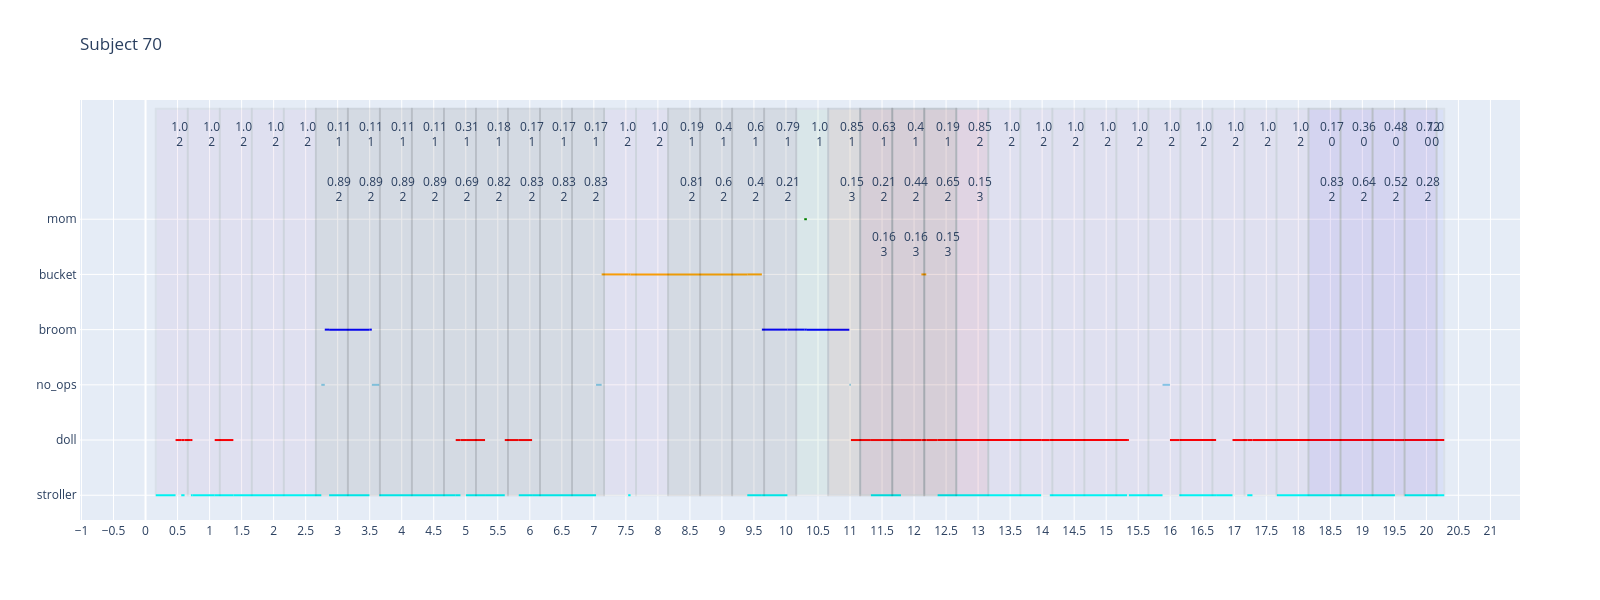 Subject 70
1.0 1.0 1.0 1.0 1.0 0.11 0.11 0.11 0.11 0.31 0.18 0.17 0.17 0.17 1.0 1.0 0.19 0.4 0.6 0.79 1.0 0.85 0.63 0.4 0.19 0.85 1.0 1.0 1.0 1.0 1.0 1.0 1.0 1.0 1.0 1.0 0.17 0.36 0.48 0.72 1.0
2 2 2 2 2 1 1 1 1 1 1 1 1 1 2 2 1 1 1 1 1 1 1 1 1 2 2 2 2 2 2 2 2 2 2 2 0 0 0 0 0
0.89 0.89 0.89 0.89 0.69 0.82 0.83 0.83 0.83 0.81 0.6 0.4 0.21 0.15 0.21 0.44 0.65 0.15 0.83 0.64 0.52 0.28
2 2 2 2 2 2 2 2 2 2 2 2 2 3 2 2 2 3 2 2 2 2
mom
0.16 0.16 0.15
3 3 3
bucket
broom
no_ops
doll
stroller
−1 −0.5 0 0.5 1 1.5 2 2.5 3 3.5 4 4.5 5 5.5 6 6.5 7 7.5 8 8.5 9 9.5 10 10.5 11 11.5 12 12.5 13 13.5 14 14.5 15 15.5 16 16.5 17 17.5 18 18.5 19 19.5 20 20.5 21